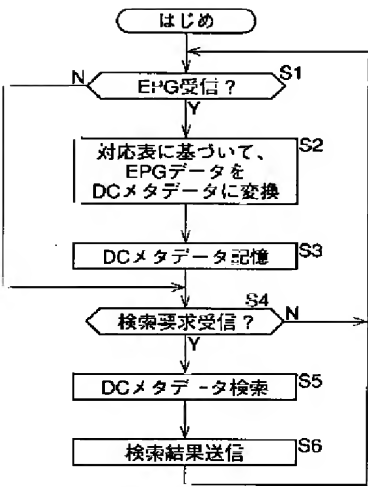 はじめ
N
EPG受信？
S1
Y
対応表に基づいて、
EPGデータを
DCメタデータに変換
S2
DCメタデータ記憶
S3
S4
検索要求受信？
N
Y
DCメタデータ検索
S5
検索結果送信
S6